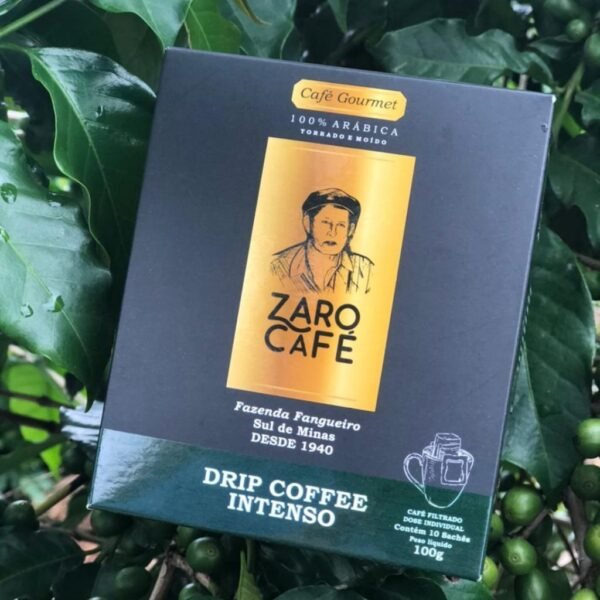 Café Gourmet
100% ARÁBICA
TORRADO E MOÍDO
ZARO
CAFÉ
Fazenda Fangueiro
Sul de Minas
DESDE 1940
DRIP COFFEE
INTENSO
CAFÉ FILTRADO
DOSE INDIVIDUAL
Contém 10 Sachês
Peso líquido
100g